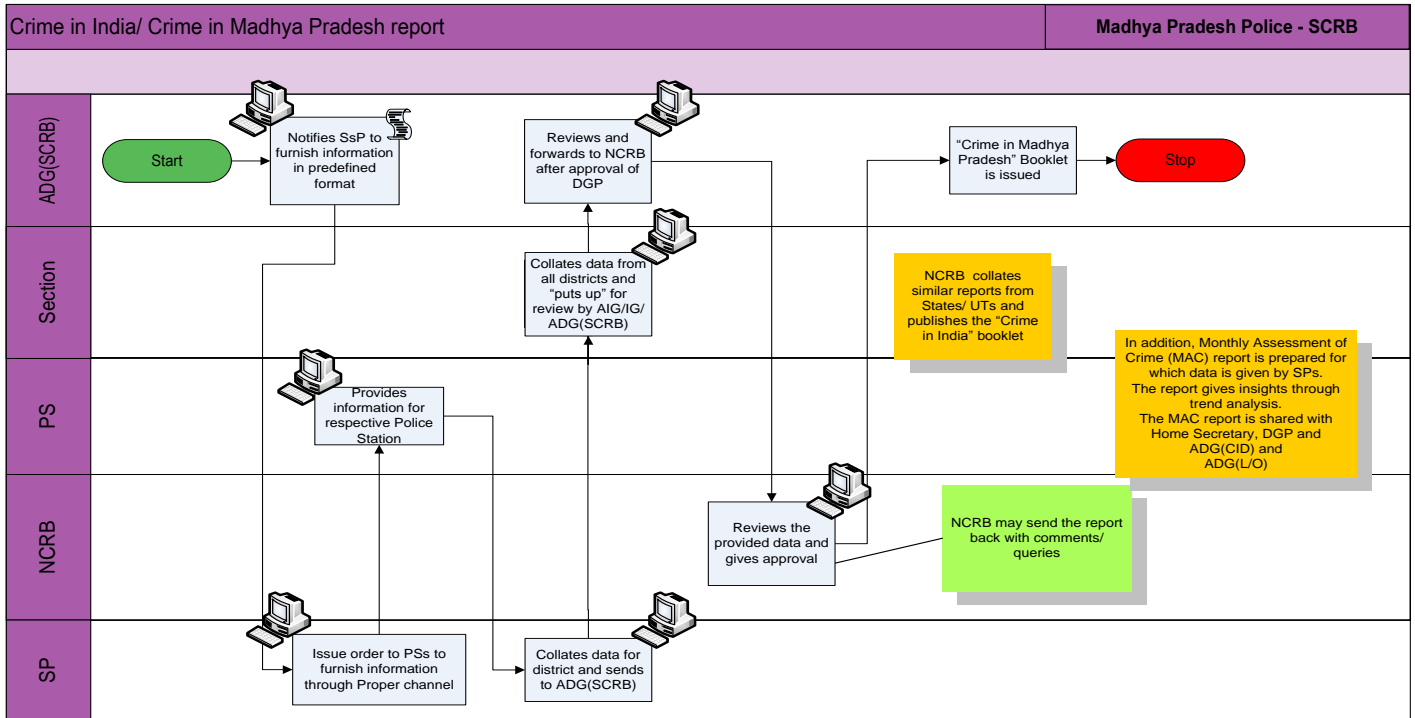 Crime in India/ Crime in Madhya Pradesh report
Madhya Pradesh Police - SCRB
ADG(SCRB)
Start
Notifies SsP to
furnish information
in predefined
format
Reviews and
forwards to NCRB
after approval of
DGP
“Crime in Madhya
Pradesh” Booklet
is issued
Stop
Section
Collates data from
all districts and
“puts up” for
review by AIG/IG/
ADG(SCRB)
NCRB collates
similar reports from
States/ UTs and
publishes the “Crime
in India” booklet
In addition, Monthly Assessment of
Crime (MAC) report is prepared for
which data is given by SPs.
The report gives insights through
trend analysis.
The MAC report is shared with
Home Secretary, DGP and
ADG(CID) and
ADG(L/O)
PS
Provides
information for
respective Police
Station
NCRB
Reviews the
provided data and
gives approval
NCRB may send the report
back with comments/
queries
SP
Issue order to PSs to
furnish information
through Proper channel
Collates data for
district and sends
to ADG(SCRB)